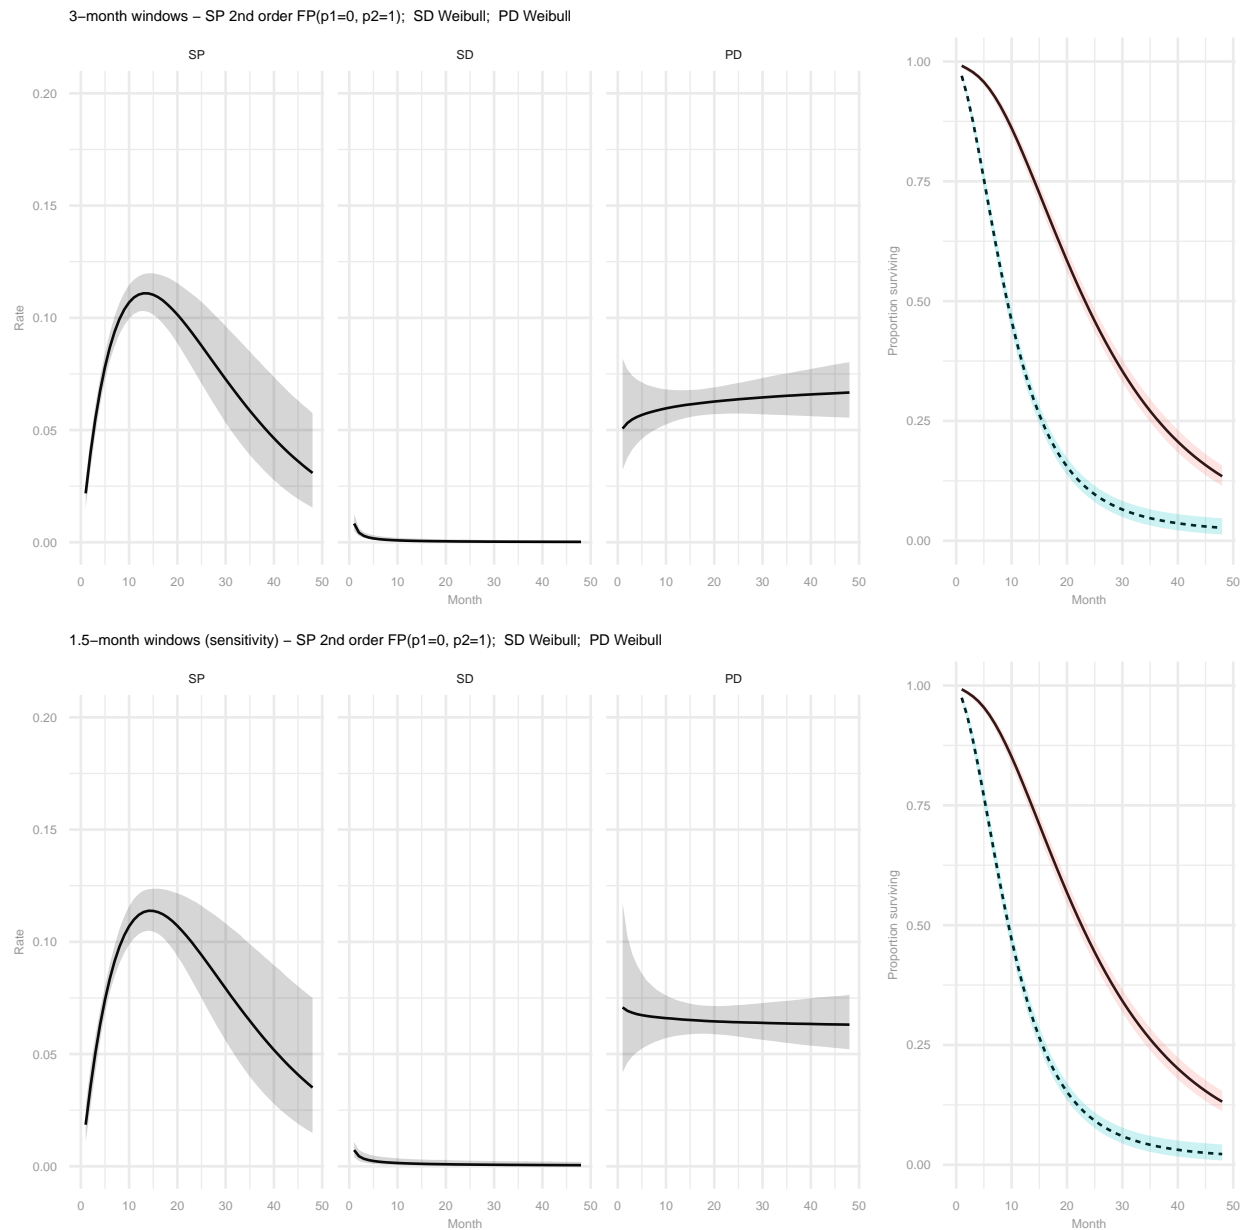 3−month windows − SP 2nd order FP(p1=0, p2=1);  SD Weibull;  PD Weibull
SP
SD
PD
0.20
0.15
0.10
0.05
0.00
Rate
0 10 20 30 40 50
0 10 20 30 40 50
0 10 20 30 40 50
Month
1.00
0.75
0.50
0.25
0.00
Proportion surviving
0 10 20 30 40 50
Month
1.5−month windows (sensitivity) − SP 2nd order FP(p1=0, p2=1);  SD Weibull;  PD Weibull
SP
SD
PD
0.20
0.15
0.10
0.05
0.00
Rate
0 10 20 30 40 50
0 10 20 30 40 50
0 10 20 30 40 50
Month
1.00
0.75
0.50
0.25
0.00
Proportion surviving
0 10 20 30 40 50
Month